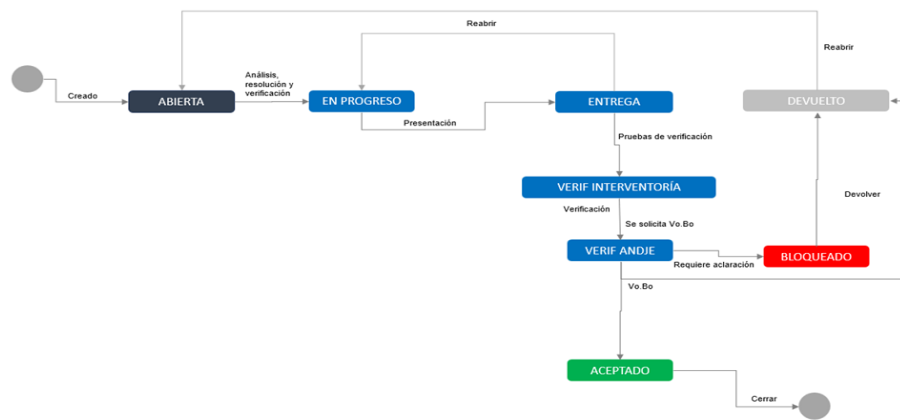 Reabrir
Reabrir
Análisis,
resolución y
verificación
Creado
ABIERTA
EN PROGRESO
ENTREGA
DEVUELTO
Presentación
Pruebas de verificación
VERIF INTERVENTORÍA
Devolver
Verificación
Se solicita Vo.Bo
VERIF ANDJE
BLOQUEADO
Requiere aclaración
Vo.Bo
ACEPTADO
Cerrar